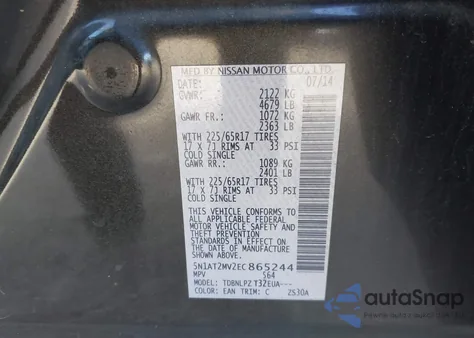 MFD BY NISSAN MOTOR CO., LTD.
DATE: 07/14
GVWR: 2122 KG
4679 LB
GAWR FR.: 1072 KG
2363 LB
WITH 225/65R17 TIRES
17 X 7J RIMS AT 33 PSI
COLD SINGLE
GAWR RR.: 1089 KG
2401 LB
WITH 225/65R17 TIRES
17 X 7J RIMS AT 33 PSI
COLD SINGLE
THIS VEHICLE CONFORMS TO
ALL APPLICABLE FEDERAL
MOTOR VEHICLE SAFETY AND
THEFT PREVENTION
STANDARDS IN EFFECT ON
THE DATE OF MANUFACTURE
SHOWN ABOVE.
5N1AT2MV2EC865244
MPV 564
MODEL: TDBNLPZ T32EUA---
COLOR: EAN TRIM: C 2S30A
autoSnap